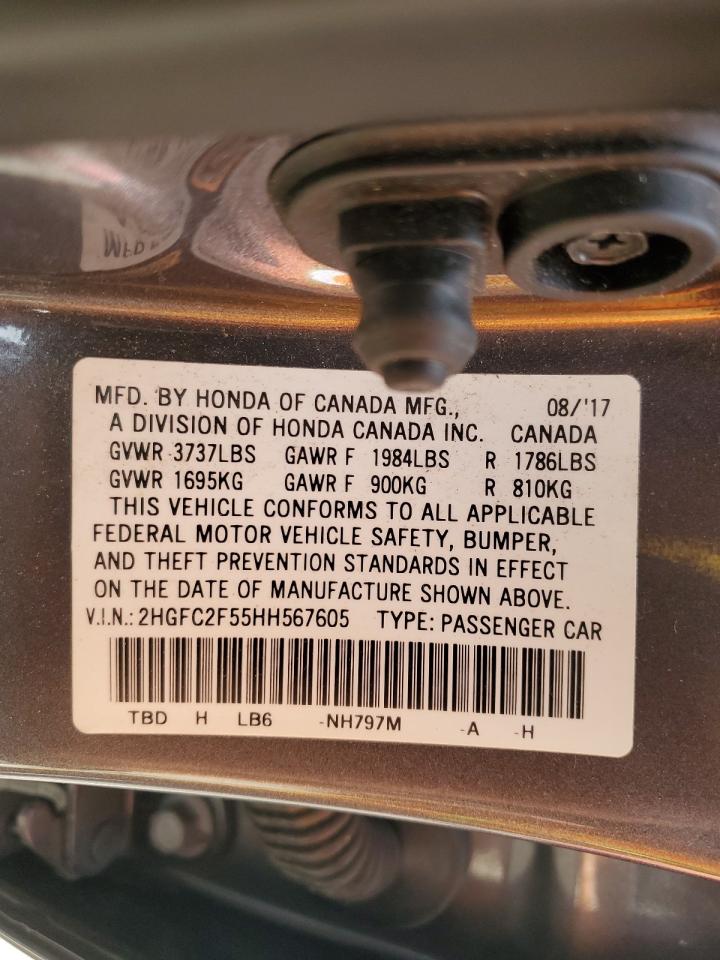 MFD. BY HONDA OF CANADA MFG., 08/'17
A DIVISION OF HONDA CANADA INC. CANADA
GVWR 3737LBS GAWR F 1984LBS R 1786LBS
GVWR 1695KG GAWR F 900KG R 810KG
THIS VEHICLE CONFORMS TO ALL APPLICABLE
FEDERAL MOTOR VEHICLE SAFETY, BUMPER,
AND THEFT PREVENTION STANDARDS IN EFFECT
ON THE DATE OF MANUFACTURE SHOWN ABOVE.
V.I.N.: 2HGFC2F55HH567605 TYPE: PASSENGER CAR
TBD H LB6 -NH797M -A -H